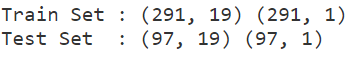 Train Set : (291, 19) (291, 1)
Test Set  : (97, 19) (97, 1)